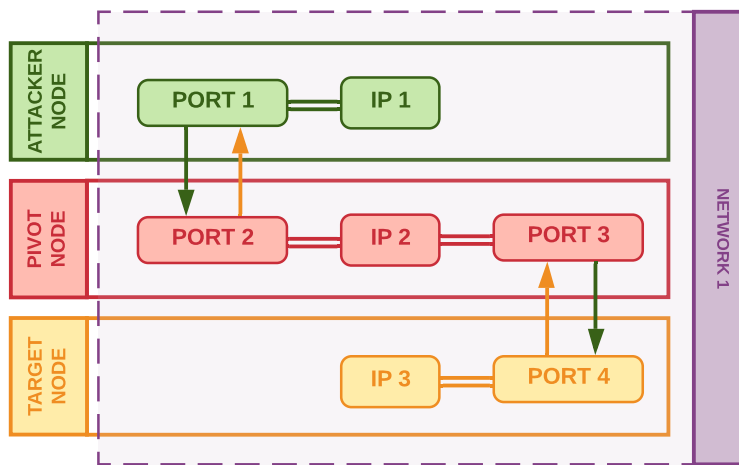 ATTACKER
NODE
PORT 1
IP 1
PIVOT
NODE
PORT 2
IP 2
PORT 3
TARGET
NODE
IP 3
PORT 4
NETWORK 1